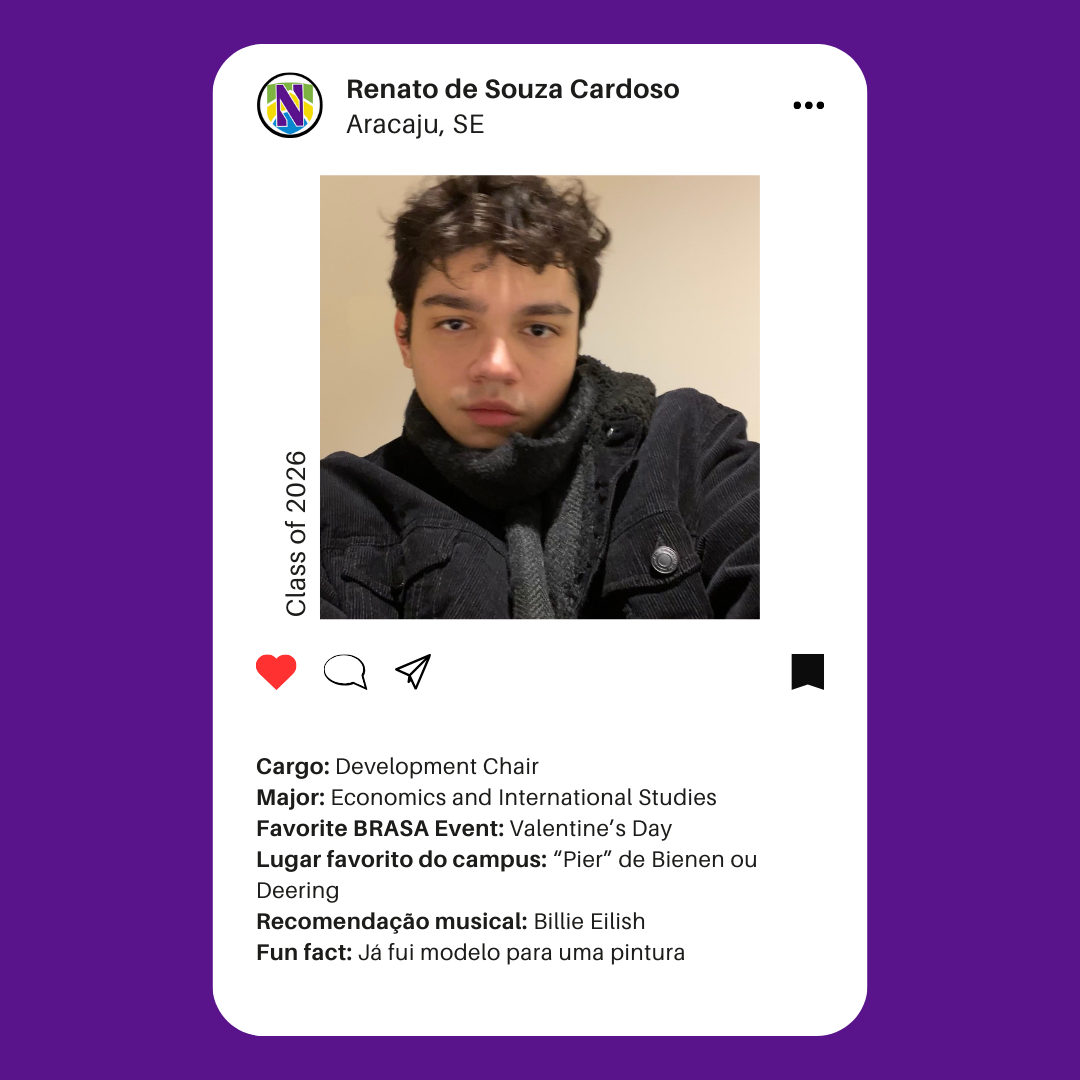 N
Renato de Souza Cardoso
Aracaju, SE
Class of 2026
Cargo: Development Chair
Major: Economics and International Studies
Favorite BRASA Event: Valentine’s Day
Lugar favorito do campus: “Pier” de Bienen ou
Deering
Recomendação musical: Billie Eilish
Fun fact: Já fui modelo para uma pintura